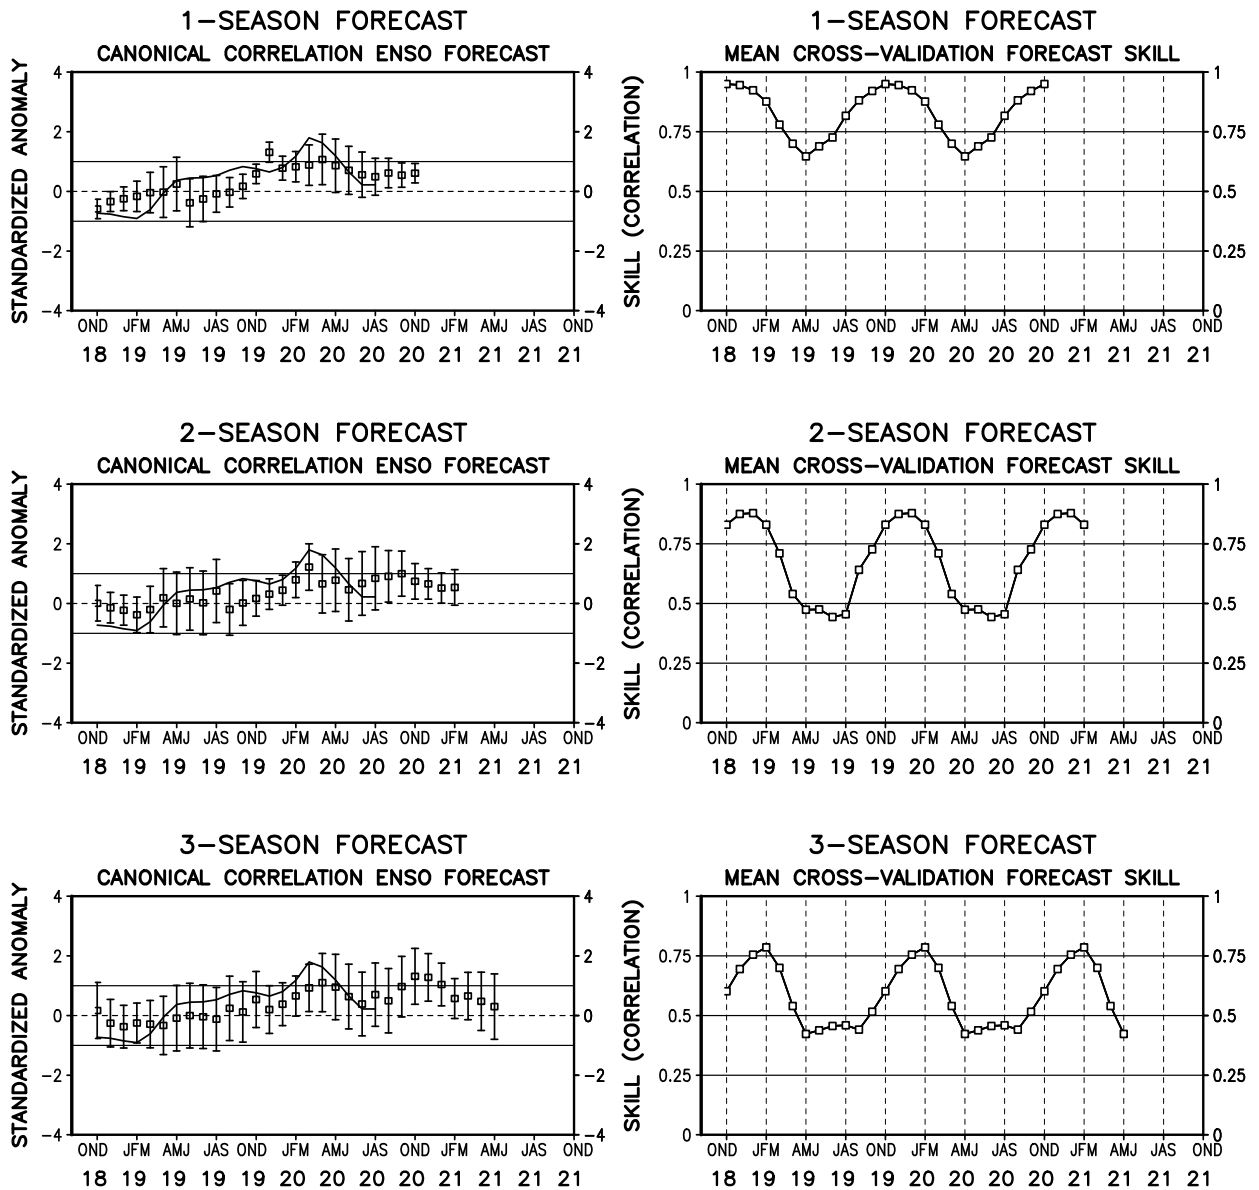 1-SEASON FORECAST
CANONICAL CORRELATION ENSO FORECAST
STANDARDIZED ANOMALY
4 4
2 2
0 0
-2 -2
-4 -4
OND JFM AMJ JAS OND JFM AMJ JAS OND JFM AMJ JAS OND
18 19 19 19 19 20 20 20 20 21 21 21 21
1-SEASON FORECAST
MEAN CROSS-VALIDATION FORECAST SKILL
SKILL (CORRELATION)
1 1
0.75 0.75
0.5 0.5
0.25 0.25
0 0
OND JFM AMJ JAS OND JFM AMJ JAS OND JFM AMJ JAS OND
18 19 19 19 19 20 20 20 20 21 21 21 21
2-SEASON FORECAST
CANONICAL CORRELATION ENSO FORECAST
STANDARDIZED ANOMALY
4 4
2 2
0 0
-2 -2
-4 -4
OND JFM AMJ JAS OND JFM AMJ JAS OND JFM AMJ JAS OND
18 19 19 19 19 20 20 20 20 21 21 21 21
2-SEASON FORECAST
MEAN CROSS-VALIDATION FORECAST SKILL
SKILL (CORRELATION)
1 1
0.75 0.75
0.5 0.5
0.25 0.25
0 0
OND JFM AMJ JAS OND JFM AMJ JAS OND JFM AMJ JAS OND
18 19 19 19 19 20 20 20 20 21 21 21 21
3-SEASON FORECAST
CANONICAL CORRELATION ENSO FORECAST
STANDARDIZED ANOMALY
4 4
2 2
0 0
-2 -2
-4 -4
OND JFM AMJ JAS OND JFM AMJ JAS OND JFM AMJ JAS OND
18 19 19 19 19 20 20 20 20 21 21 21 21
3-SEASON FORECAST
MEAN CROSS-VALIDATION FORECAST SKILL
SKILL (CORRELATION)
1 1
0.75 0.75
0.5 0.5
0.25 0.25
0 0
OND JFM AMJ JAS OND JFM AMJ JAS OND JFM AMJ JAS OND
18 19 19 19 19 20 20 20 20 21 21 21 21